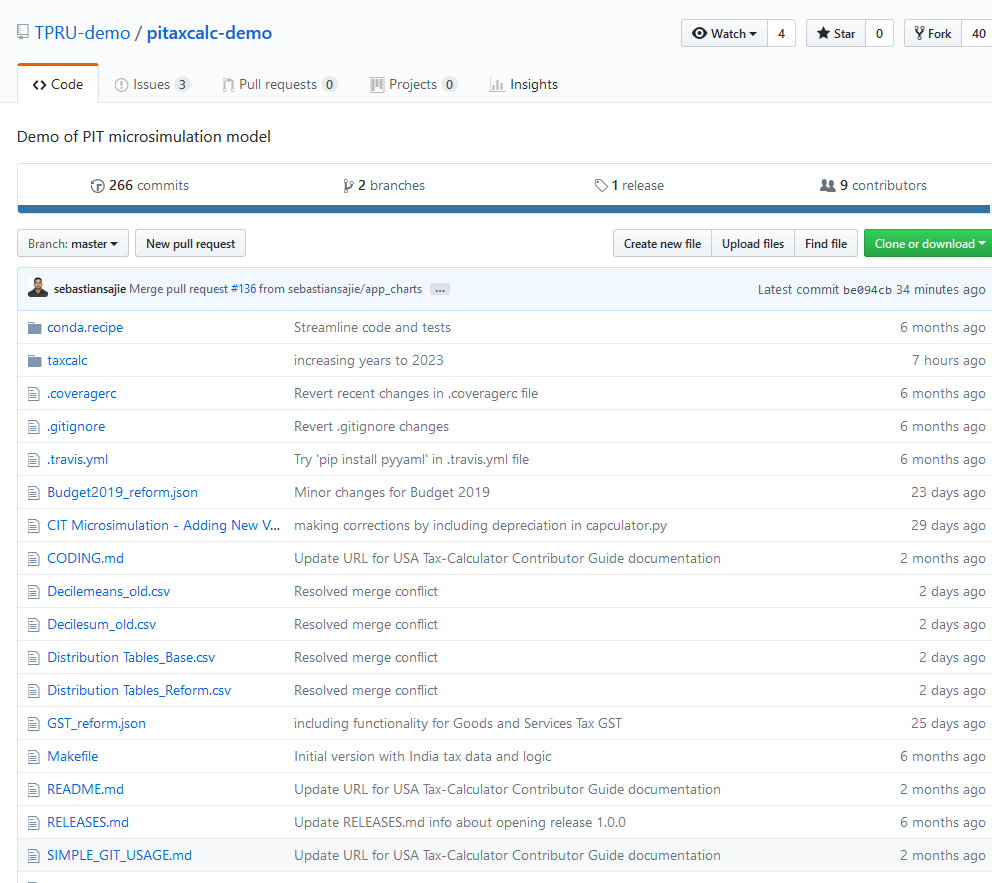 TPRU-demo / pitaxcalc-demo
Watch 4 Star 0 Fork 40
Code Issues 3 Pull requests 0 Projects 0 Insights
Demo of PIT microsimulation model
266 commits 2 branches 1 release 9 contributors
Branch: master New pull request Create new file Upload files Find file Clone or download
sebastiansajie Merge pull request #136 from sebastiansajie/app_charts ... Latest commit be094cb 34 minutes ago
conda.recipe Streamline code and tests 6 months ago
taxcalc increasing years to 2023 7 hours ago
.coveragerc Revert recent changes in .coveragerc file 6 months ago
.gitignore Revert .gitignore changes 6 months ago
.travis.yml Try 'pip install pyyaml' in .travis.yml file 6 months ago
Budget2019_reform.json Minor changes for Budget 2019 23 days ago
CIT Microsimulation - Adding New V... making corrections by including depreciation in capculator.py 29 days ago
CODING.md Update URL for USA Tax-Calculator Contributor Guide documentation 2 months ago
Decilemeans_old.csv Resolved merge conflict 2 days ago
Decilesum_old.csv Resolved merge conflict 2 days ago
Distribution Tables_Base.csv Resolved merge conflict 2 days ago
Distribution Tables_Reform.csv Resolved merge conflict 2 days ago
GST_reform.json including functionality for Goods and Services Tax GST 25 days ago
Makefile Initial version with India tax data and logic 6 months ago
README.md Update URL for USA Tax-Calculator Contributor Guide documentation 2 months ago
RELEASES.md Update RELEASES.md info about opening release 1.0.0 6 months ago
SIMPLE_GIT_USAGE.md Update URL for USA Tax-Calculator Contributor Guide documentation 2 months ago